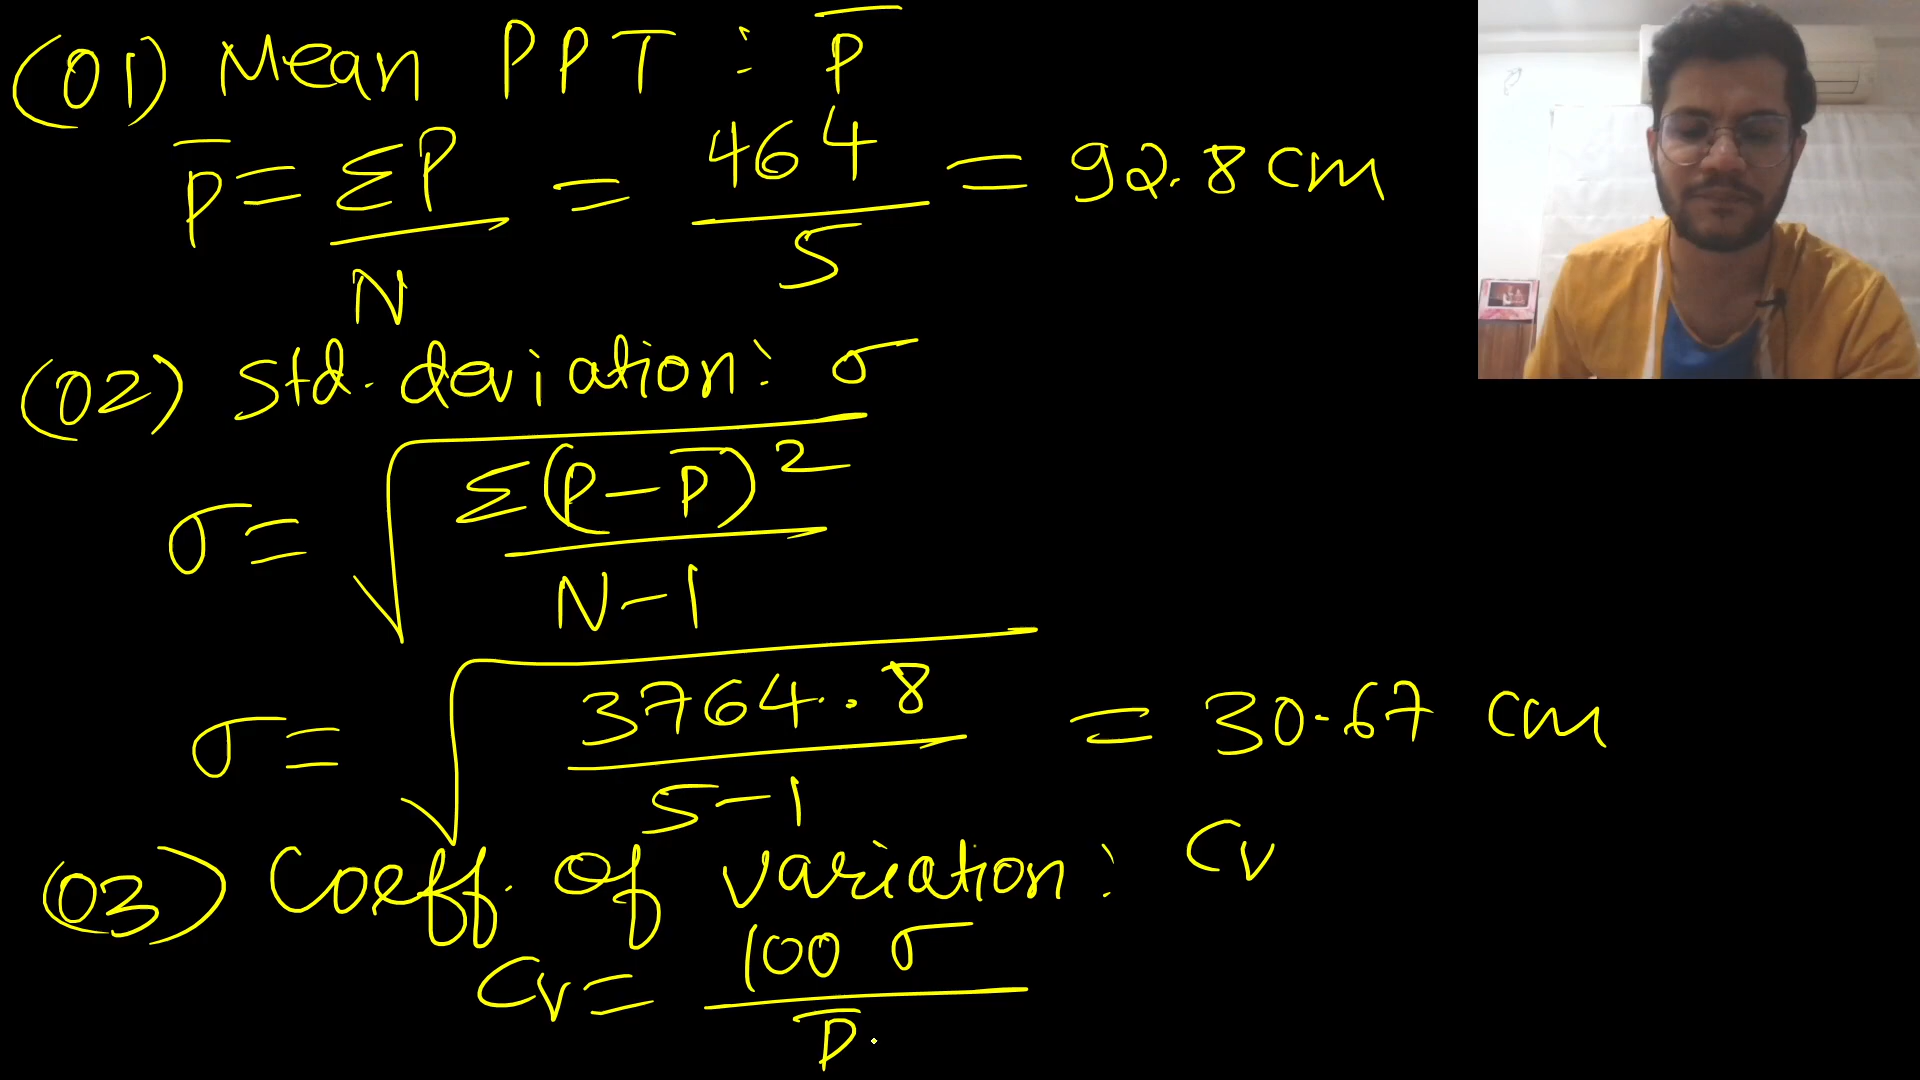 (01) Mean PPT : P̅
P̅ = ΣP / N = 464 / 5 = 92.8 cm
(02) Std. deviation: σ
σ = √(Σ(P – P̅)² / N – 1)
σ = √(3764..8 / 5 – 1) = 30.67 cm
(03) Coeff. of variation: Cv
Cv = 100 σ / P̅.